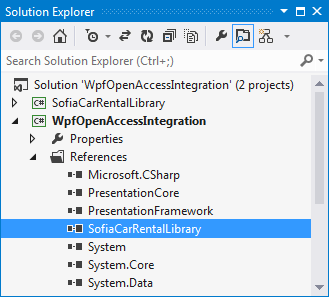 Solution Explorer
Search Solution Explorer (Ctrl+;)
Solution 'WpfOpenAccessIntegration' (2 projects)
C# SofiaCarRentalLibrary
C# WpfOpenAccessIntegration
Properties
References
Microsoft.CSharp
PresentationCore
PresentationFramework
SofiaCarRentalLibrary
System
System.Core
System.Data